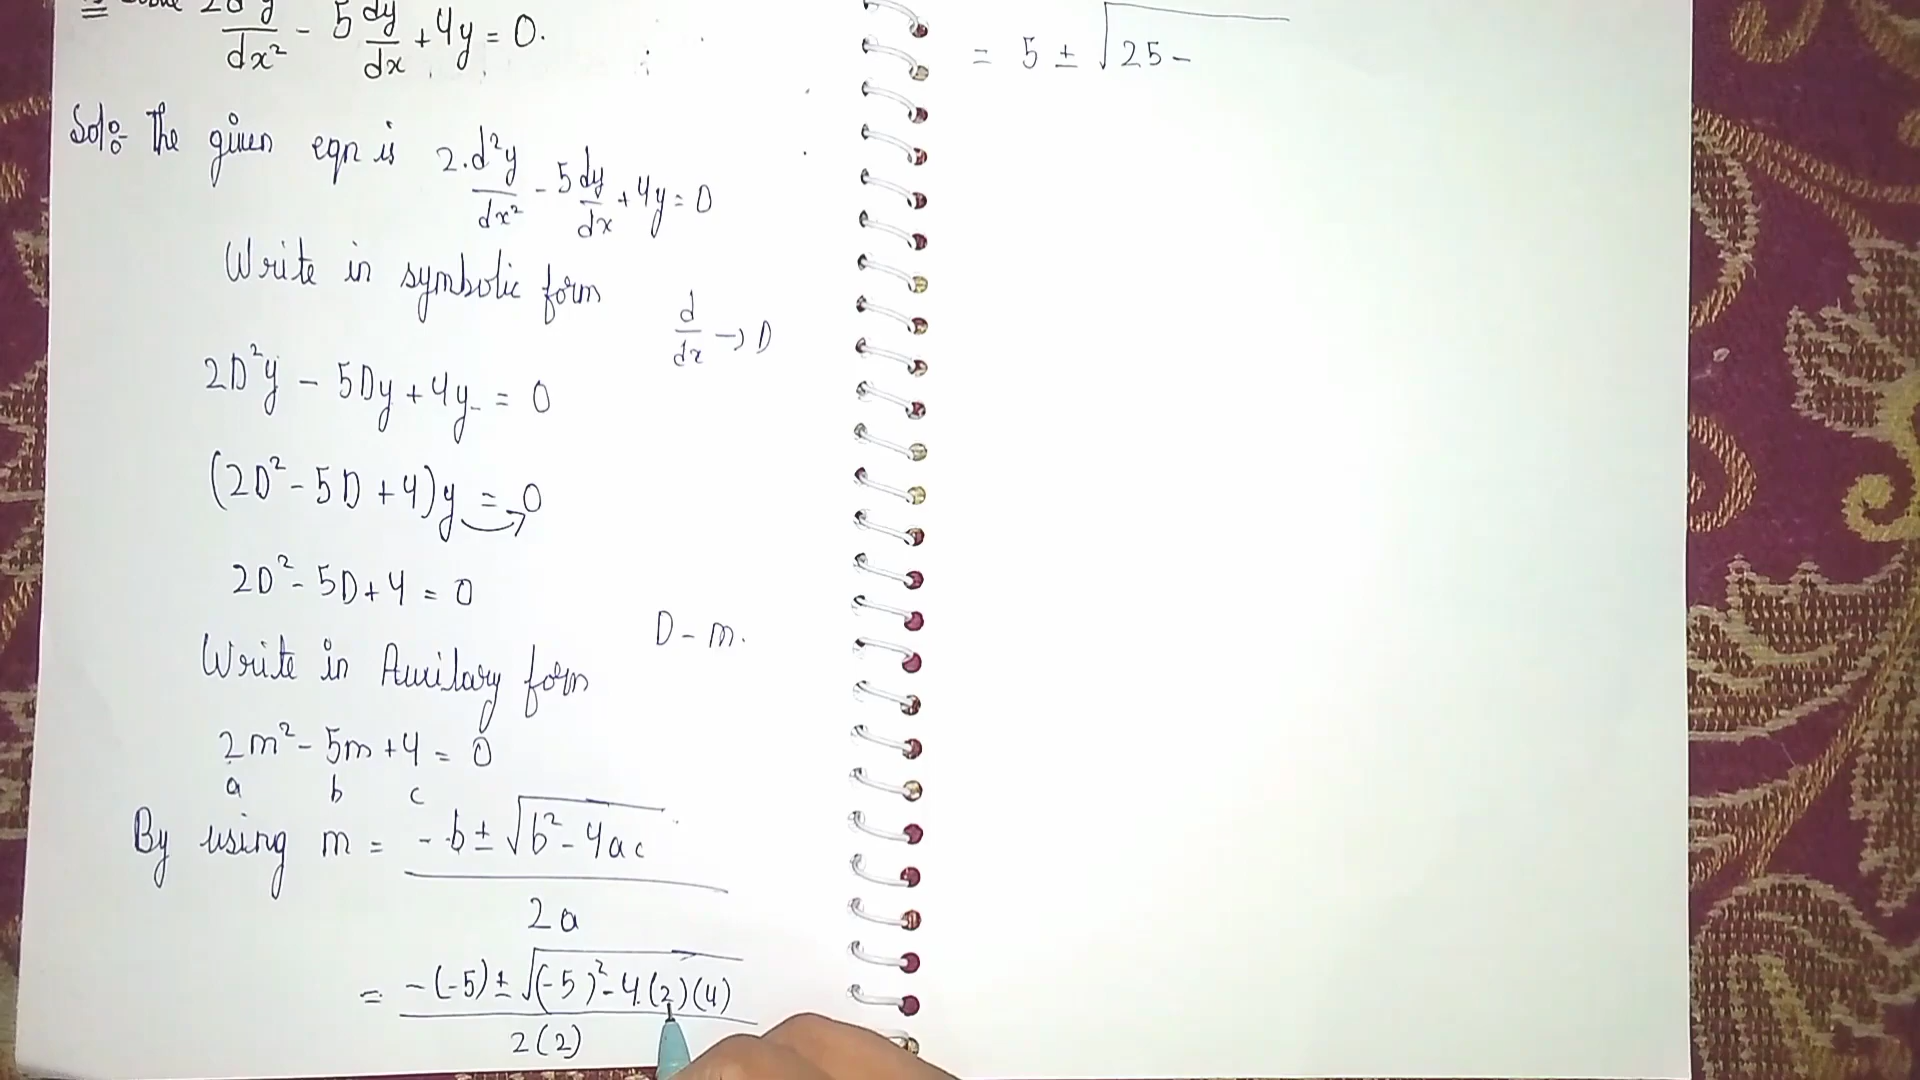 2d²y/dx² - 5 dy/dx + 4y = 0.
Sol: The given eqn is 2.d²y/dx² - 5 dy/dx + 4y = 0
Write in symbolic form
d/dx → D
2D²y - 5Dy + 4y = 0
(2D² - 5D + 4)y = 0
2D² - 5D + 4 = 0
D - m.
Write in Auxilary form
2m² - 5m + 4 = 0
a b c
By using m = -b ± √b² - 4ac / 2a
= -(-5) ± √(-5)² - 4.(2)(4) / 2(2)
= 5 ± √25 -